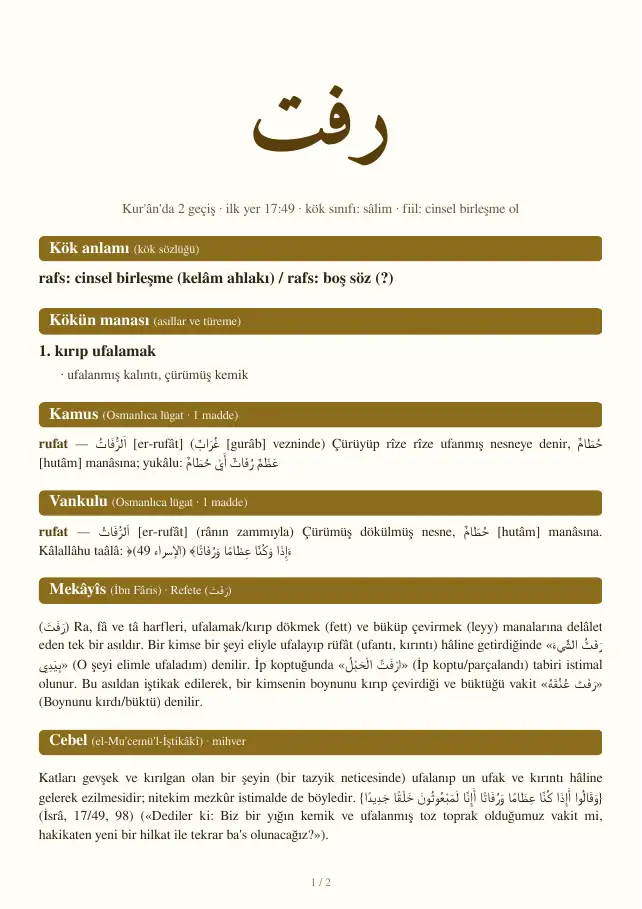 رفت
Kur'ân'da 2 geçiş · ilk yer 17:49 · kök sınıfı: sâlim · fiil: cinsel birleşme ol
Kök anlamı (kök sözlüğü)
rafs: cinsel birleşme (kelâm ahlakı) / rafs: boş söz (?)
Kökün manası (asıllar ve türeme)
1. kırıp ufalamak
· ufalanmış kalıntı, çürümüş kemik
Kamus (Osmanlıca lügat · 1 madde)
rufat — اَلرُّفَاتُ [er-rufât] (غُرَابٌ [gurâb] vezninde) Çürüyüp rîze rîze ufanmış nesneye denir, حُطَامٌ
[hutâm] manâsına; yukâlu: عَظْمٌ رُفَاتٌ أَيْ حُطَامٌ
Vankulu (Osmanlıca lügat · 1 madde)
rufat — اَلرُّفَاتُ [er-rufât] (rânın zammıyla) Çürümüş dökülmüş nesne, حُطَامٌ [hutâm] manâsına.
Kâlallâhu taâlâ: ﴿ءَإِذَا وَكُنَّا عِظَامًا وَرُفَاتًا﴾ (الإسراء 49)
Mekâyîs (İbn Fâris) · Refete (رَفَتَ)
(رَفَتَ) Ra, fâ ve tâ harfleri, ufalamak/kırıp dökmek (fett) ve büküp çevirmek (leyy) manalarına delâlet
eden tek bir asıldır. Bir kimse bir şeyi eliyle ufalayıp rüfât (ufantı, kırıntı) hâline getirdiğinde «رَفَتُّ الشَّيْءَ
بِيَدِي» (O şeyi elimle ufaladım) denilir. İp koptuğunda «ارْفَتَّ الْحَبْلُ» (İp koptu/parçalandı) tabiri istimal
olunur. Bu asıldan iştikak edilerek, bir kimsenin boynunu kırıp çevirdiği ve büktüğü vakit «رَفَتَ عُنُقَهُ»
(Boynunu kırdı/büktü) denilir.
Cebel (el-Mu'cemü'l-İştikâkî) · mihver
Katları gevşek ve kırılgan olan bir şeyin (bir tazyik neticesinde) ufalanıp un ufak ve kırıntı hâline
gelerek ezilmesidir; nitekim mezkûr istimalde de böyledir. {وَقَالُوا أَإِذَا كُنَّا عِظَامًا وَرُفَاتًا أَإِنَّا لَمَبْعُوثُونَ خَلْقًا جَدِيدًا}
(İsrâ, 17/49, 98) («Dediler ki: Biz bir yığın kemik ve ufalanmış toz toprak olduğumuz vakit mi,
hakikaten yeni bir hilkat ile tekrar ba's olunacağız?»).
1 / 2